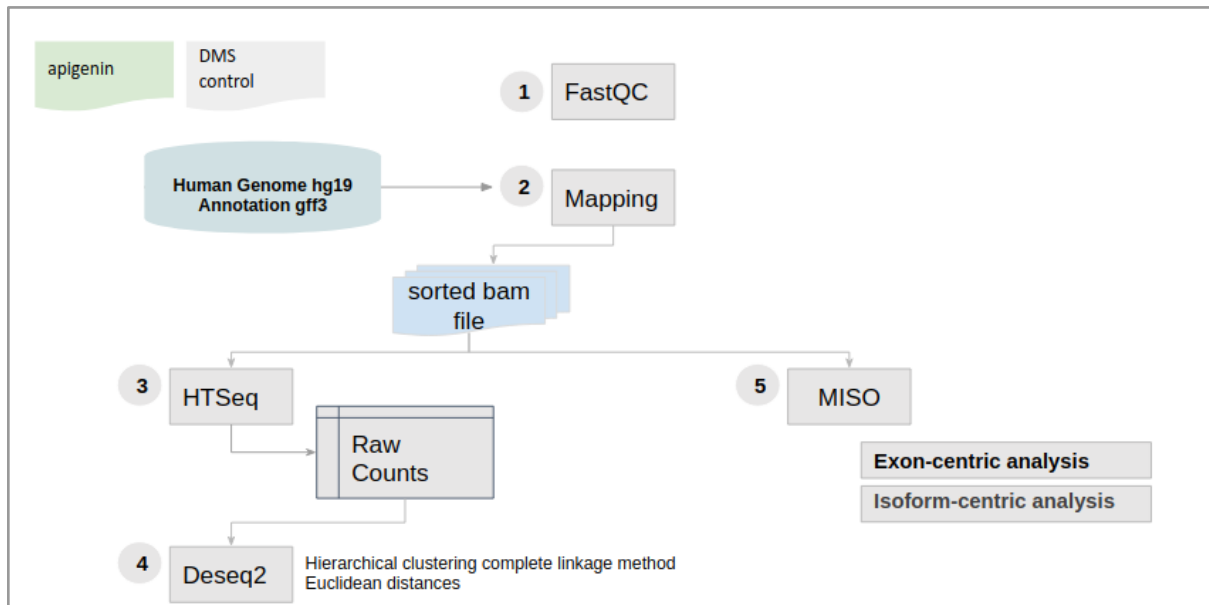 apigenin
DMS
control
1
FastQC
Human Genome hg19
Annotation gff3
2
Mapping
sorted bam
file
3
HTSeq
5
MISO
Raw
Counts
Exon-centric analysis
Isoform-centric analysis
4
Deseq2
Hierarchical clustering complete linkage method
Euclidean distances